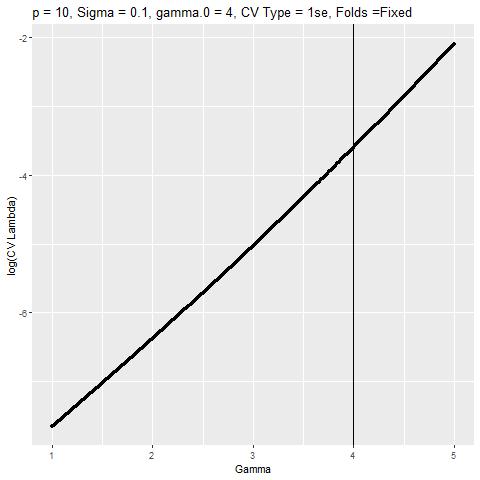 p = 10, Sigma = 0.1, gamma.0 = 4, CV Type = 1se, Folds =Fixed
-2
-4
-6
log(CV Lambda)
1 2 3 4 5
Gamma